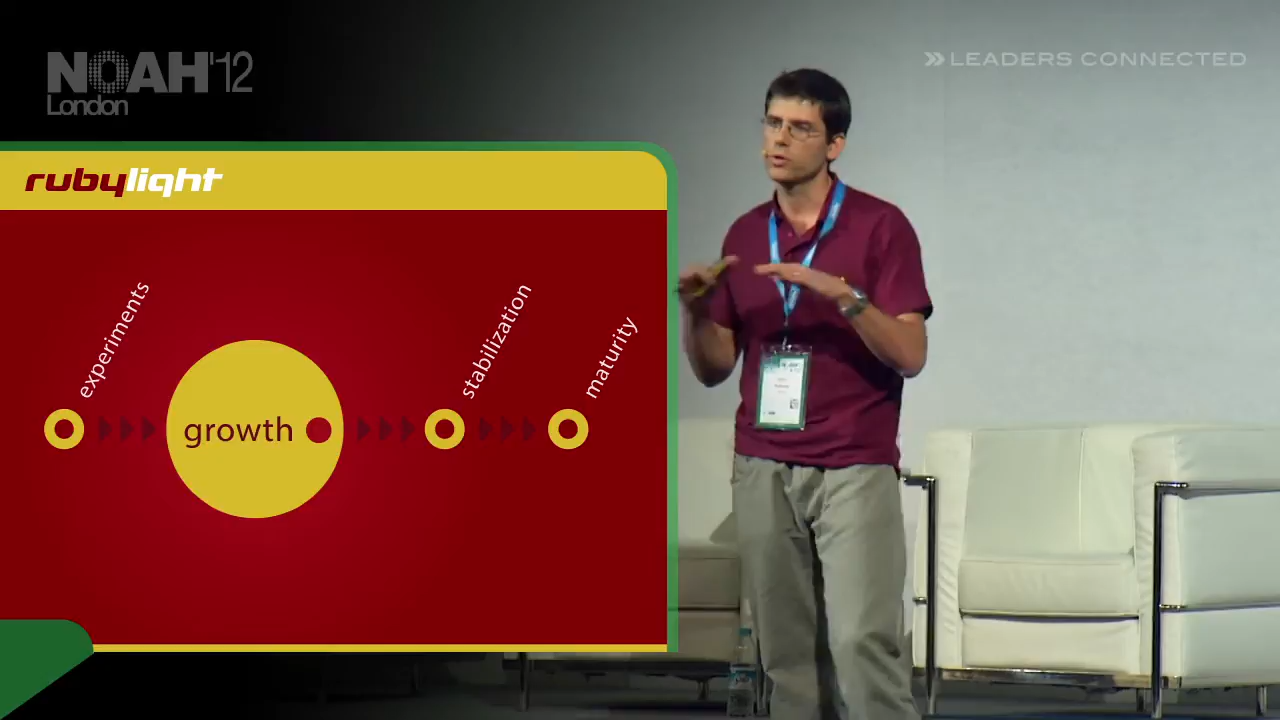 NOAH'12
London
LEADERS CONNECTED
rubylight
experiments
growth
stabilization
maturity